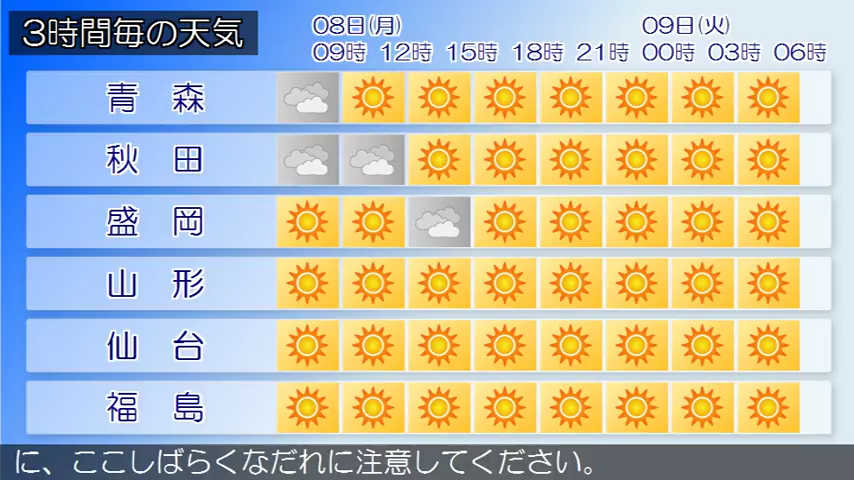 3時間毎の天気
08日(月) 09日(火)
09時 12時 15時 18時 21時 00時 03時 06時
青 森
秋 田
盛 岡
山 形
仙 台
福 島
に、ここしばらくなだれに注意してください。